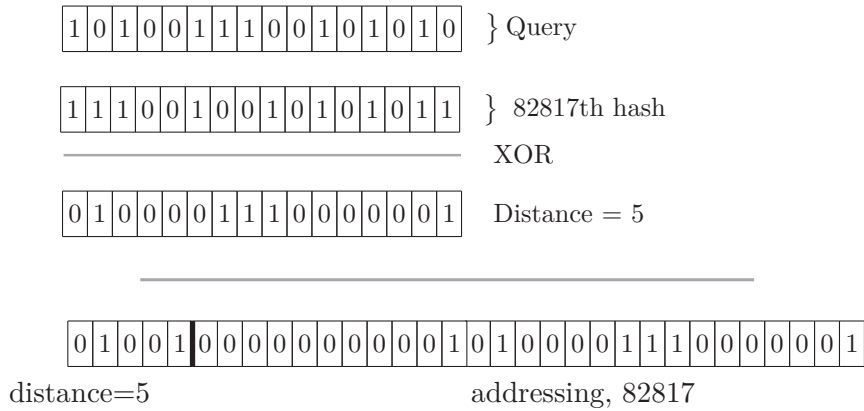 1 0 1 0 0 1 1 1 0 0 1 0 1 0 1 0 } Query
1 1 1 0 0 1 0 0 1 0 1 0 1 0 1 1 } 82817th hash
XOR
0 1 0 0 0 0 1 1 1 0 0 0 0 0 0 1 Distance = 5
0 1 0 0 1 0 0 0 0 0 0 0 0 0 0 1 0 1 0 0 0 0 1 1 1 0 0 0 0 0 0 1
distance=5 addressing, 82817